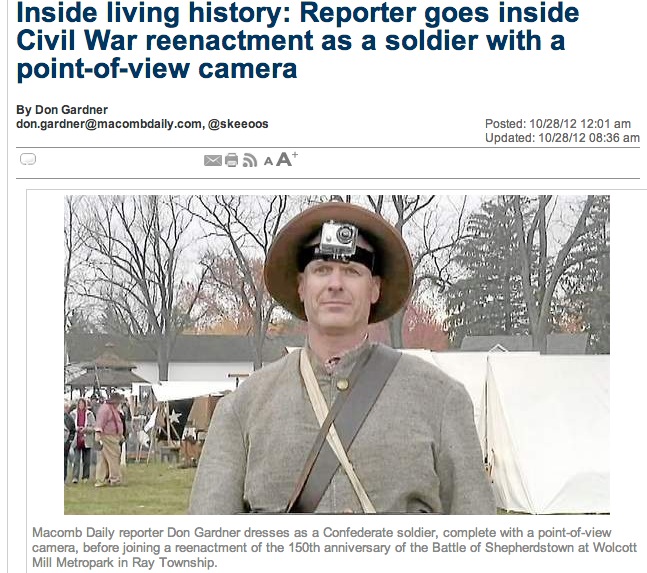 Inside living history: Reporter goes inside
Civil War reenactment as a soldier with a
point-of-view camera
By Don Gardner
don.gardner@macombdaily.com, @skeeoos
Posted: 10/28/12 12:01 am
Updated: 10/28/12 08:36 am
A A+
Macomb Daily reporter Don Gardner dresses as a Confederate soldier, complete with a point-of-view
camera, before joining a reenactment of the 150th anniversary of the Battle of Shepherdstown at Wolcott
Mill Metropark in Ray Township.